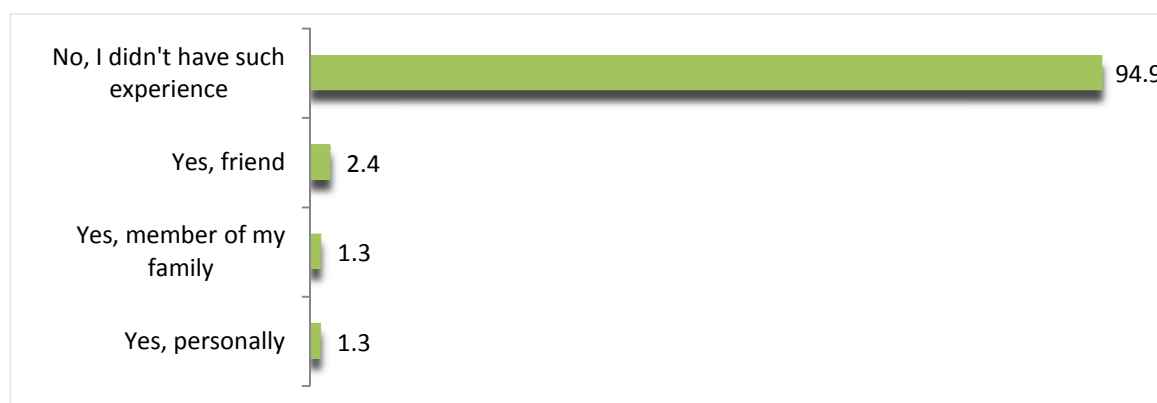 No, I didn't have such
experience
94.9
Yes, friend
2.4
Yes, member of my
family
1.3
Yes, personally
1.3